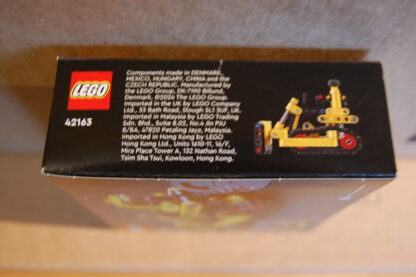 LEGO
42163
Components made in DENMARK,
MEXICO, HUNGARY, CHINA and the
CZECH REPUBLIC. Manufactured by
the LEGO Group, DK-7190 Billund,
Denmark. ©2024 The LEGO Group.
Imported in the UK by LEGO Company
Ltd., 33 Bath Road, Slough SL1 3UF, UK.
Imported in Malaysia by LEGO Trading
Sdn. Bhd., Suite 8.02, No.4 Jln PJU
8/8A, 47820 Petaling Jaya, Malaysia.
Imported in Hong Kong by LEGO
Hong Kong Ltd., Units 1610-11, 16/F,
Mira Place Tower A, 132 Nathan Road,
Tsim Sha Tsui, Kowloon, Hong Kong.